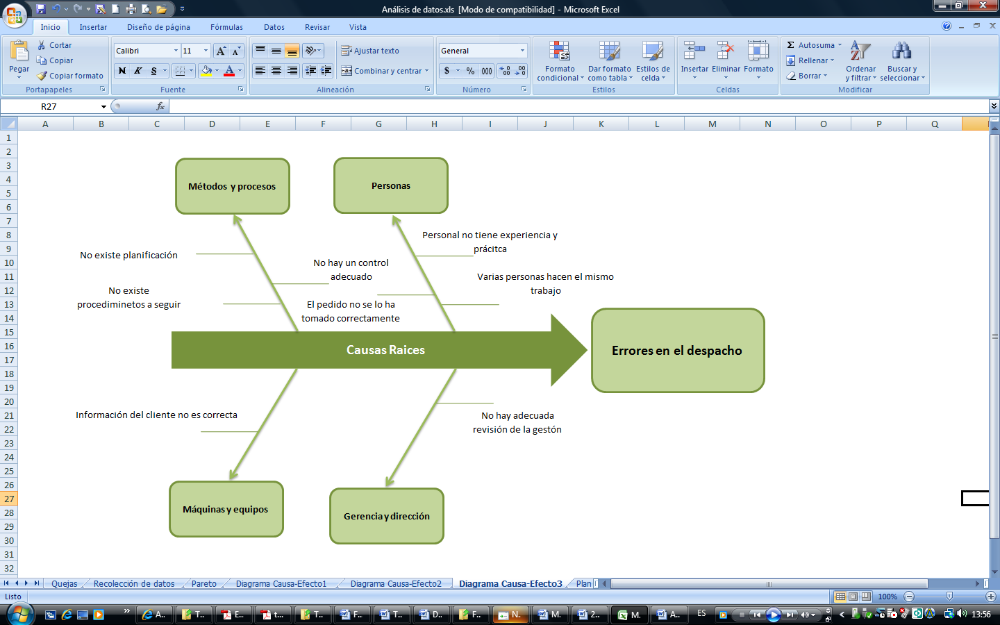 Análisis de datos.xls [Modo de compatibilidad] - Microsoft Excel
Inicio Insertar Diseño de página Fórmulas Datos Revisar Vista
Pegar
Cortar
Copiar
Copiar formato
Portapapeles
Calibri 11
N K S
Fuente
Ajustar texto
Combinar y centrar
Alineación
General
$ % 000
Número
Formato condicional
Dar formato como tabla
Estilos de celda
Estilos
Insertar Eliminar Formato
Celdas
Autosuma
Rellenar
Borrar
Ordenar y filtrar
Buscar y seleccionar
Modificar
R27
A B C D E F G H I J K L M N O P Q
1
2
3
4
5
6
7
8
9
10
11
12
13
14
15
16
17
18
19
20
21
22
23
24
25
26
27
28
29
30
31
32
Métodos y procesos
Personas
Personal no tiene experiencia y
prácitca
No existe planificación
No hay un control
adecuado
Varias personas hacen el mismo
trabajo
No existe
procediminetos a seguir
El pedido no se lo ha
tomado correctamente
Causas Raices
Errores en el despacho
Información del cliente no es correcta
No hay adecuada
revisión de la gestón
Máquinas y equipos
Gerencia y dirección
Quejas Recolección de datos Pareto Diagrama Causa-Efecto1 Diagrama Causa-Efecto2 Diagrama Causa-Efecto3 Plan
Listo
100%
A.. T.. E.. t... T.. F.. T.. D.. F.. N.. M.. 2.. M.. A..
ES
13:56